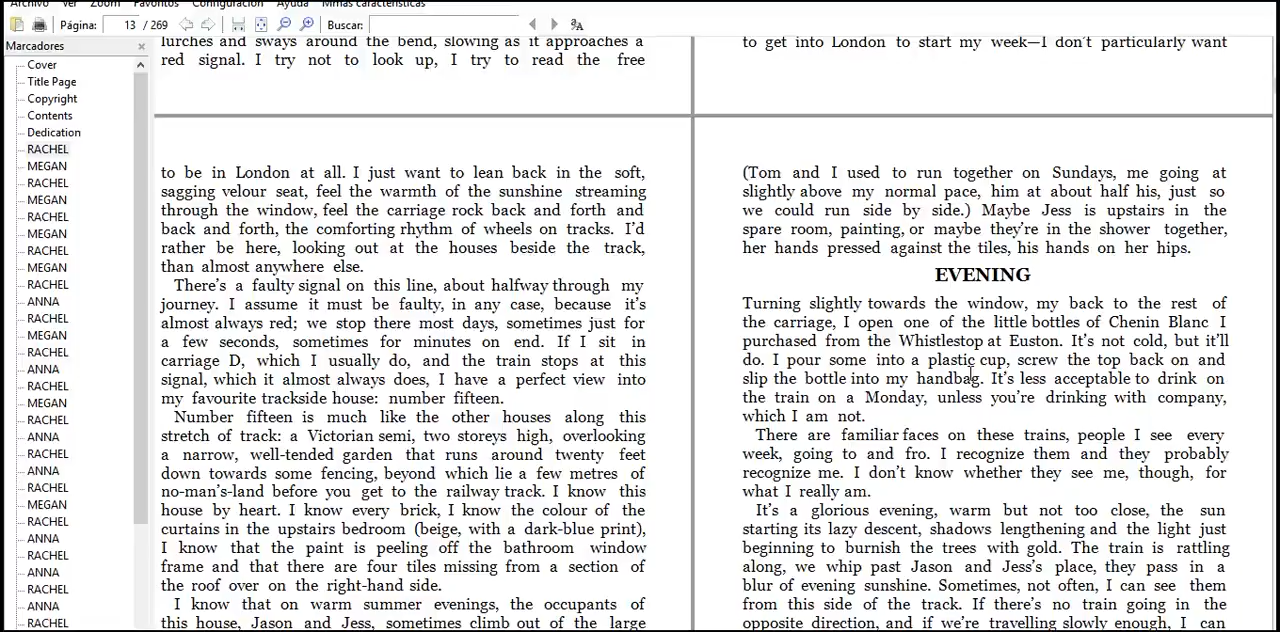 Archivo Ver Zoom Favoritos Configuración Ayuda Mmás características
Página: 13 / 269 Buscar:
Marcadores
Cover
Title Page
Copyright
Contents
Dedication
RACHEL
MEGAN
RACHEL
MEGAN
RACHEL
MEGAN
RACHEL
MEGAN
RACHEL
ANNA
RACHEL
MEGAN
RACHEL
ANNA
RACHEL
MEGAN
RACHEL
ANNA
RACHEL
ANNA
RACHEL
MEGAN
RACHEL
ANNA
RACHEL
ANNA
RACHEL
ANNA
RACHEL
lurches and sways around the bend, slowing as it approaches a
red signal. I try not to look up, I try to read the free
to get into London to start my week—I don't particularly want
to be in London at all. I just want to lean back in the soft,
sagging velour seat, feel the warmth of the sunshine streaming
through the window, feel the carriage rock back and forth and
back and forth, the comforting rhythm of wheels on tracks. I'd
rather be here, looking out at the houses beside the track,
than almost anywhere else.
There's a faulty signal on this line, about halfway through my
journey. I assume it must be faulty, in any case, because it's
almost always red; we stop there most days, sometimes just for
a few seconds, sometimes for minutes on end. If I sit in
carriage D, which I usually do, and the train stops at this
signal, which it almost always does, I have a perfect view into
my favourite trackside house: number fifteen.
Number fifteen is much like the other houses along this
stretch of track: a Victorian semi, two storeys high, overlooking
a narrow, well-tended garden that runs around twenty feet
down towards some fencing, beyond which lie a few metres of
no-man's-land before you get to the railway track. I know this
house by heart. I know every brick, I know the colour of the
curtains in the upstairs bedroom (beige, with a dark-blue print),
I know that the paint is peeling off the bathroom window
frame and that there are four tiles missing from a section of
the roof over on the right-hand side.
I know that on warm summer evenings, the occupants of
this house, Jason and Jess, sometimes climb out of the large
(Tom and I used to run together on Sundays, me going at
slightly above my normal pace, him at about half his, just so
we could run side by side.) Maybe Jess is upstairs in the
spare room, painting, or maybe they're in the shower together,
her hands pressed against the tiles, his hands on her hips.
EVENING
Turning slightly towards the window, my back to the rest of
the carriage, I open one of the little bottles of Chenin Blanc I
purchased from the Whistlestop at Euston. It's not cold, but it'll
do. I pour some into a plastic cup, screw the top back on and
slip the bottle into my handbag. It's less acceptable to drink on
the train on a Monday, unless you're drinking with company,
which I am not.
There are familiar faces on these trains, people I see every
week, going to and fro. I recognize them and they probably
recognize me. I don't know whether they see me, though, for
what I really am.
It's a glorious evening, warm but not too close, the sun
starting its lazy descent, shadows lengthening and the light just
beginning to burnish the trees with gold. The train is rattling
along, we whip past Jason and Jess's place, they pass in a
blur of evening sunshine. Sometimes, not often, I can see them
from this side of the track. If there's no train going in the
opposite direction, and if we're travelling slowly enough, I can